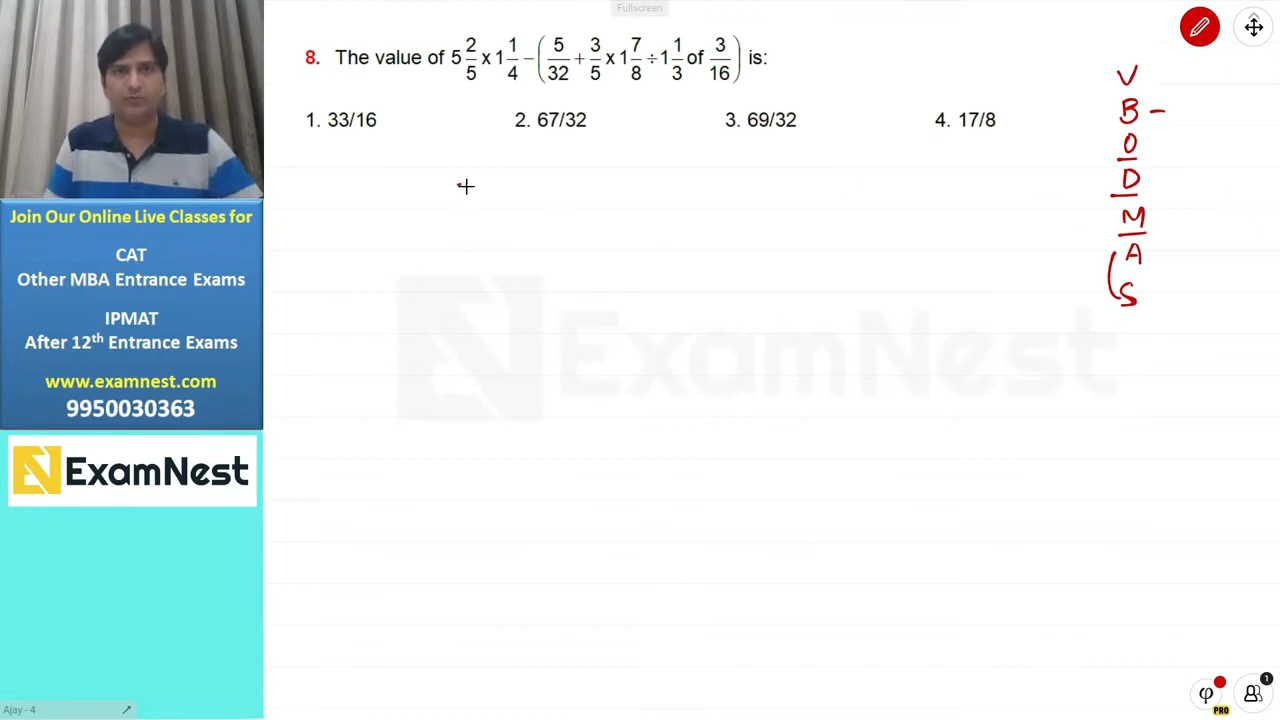 Fullscreen
8. The value of 5 2/5 x 1 1/4 − (5/32 + 3/5 x 1 7/8 ÷ 1 1/3 of 3/16) is:
1. 33/16 2. 67/32 3. 69/32 4. 17/8
V
B -
O
D
M
A
S
Join Our Online Live Classes for
CAT
Other MBA Entrance Exams
IPMAT
After 12th Entrance Exams
www.examnest.com
9950030363
ExamNest
ExamNest
Ajay - 4
φ PRO
1